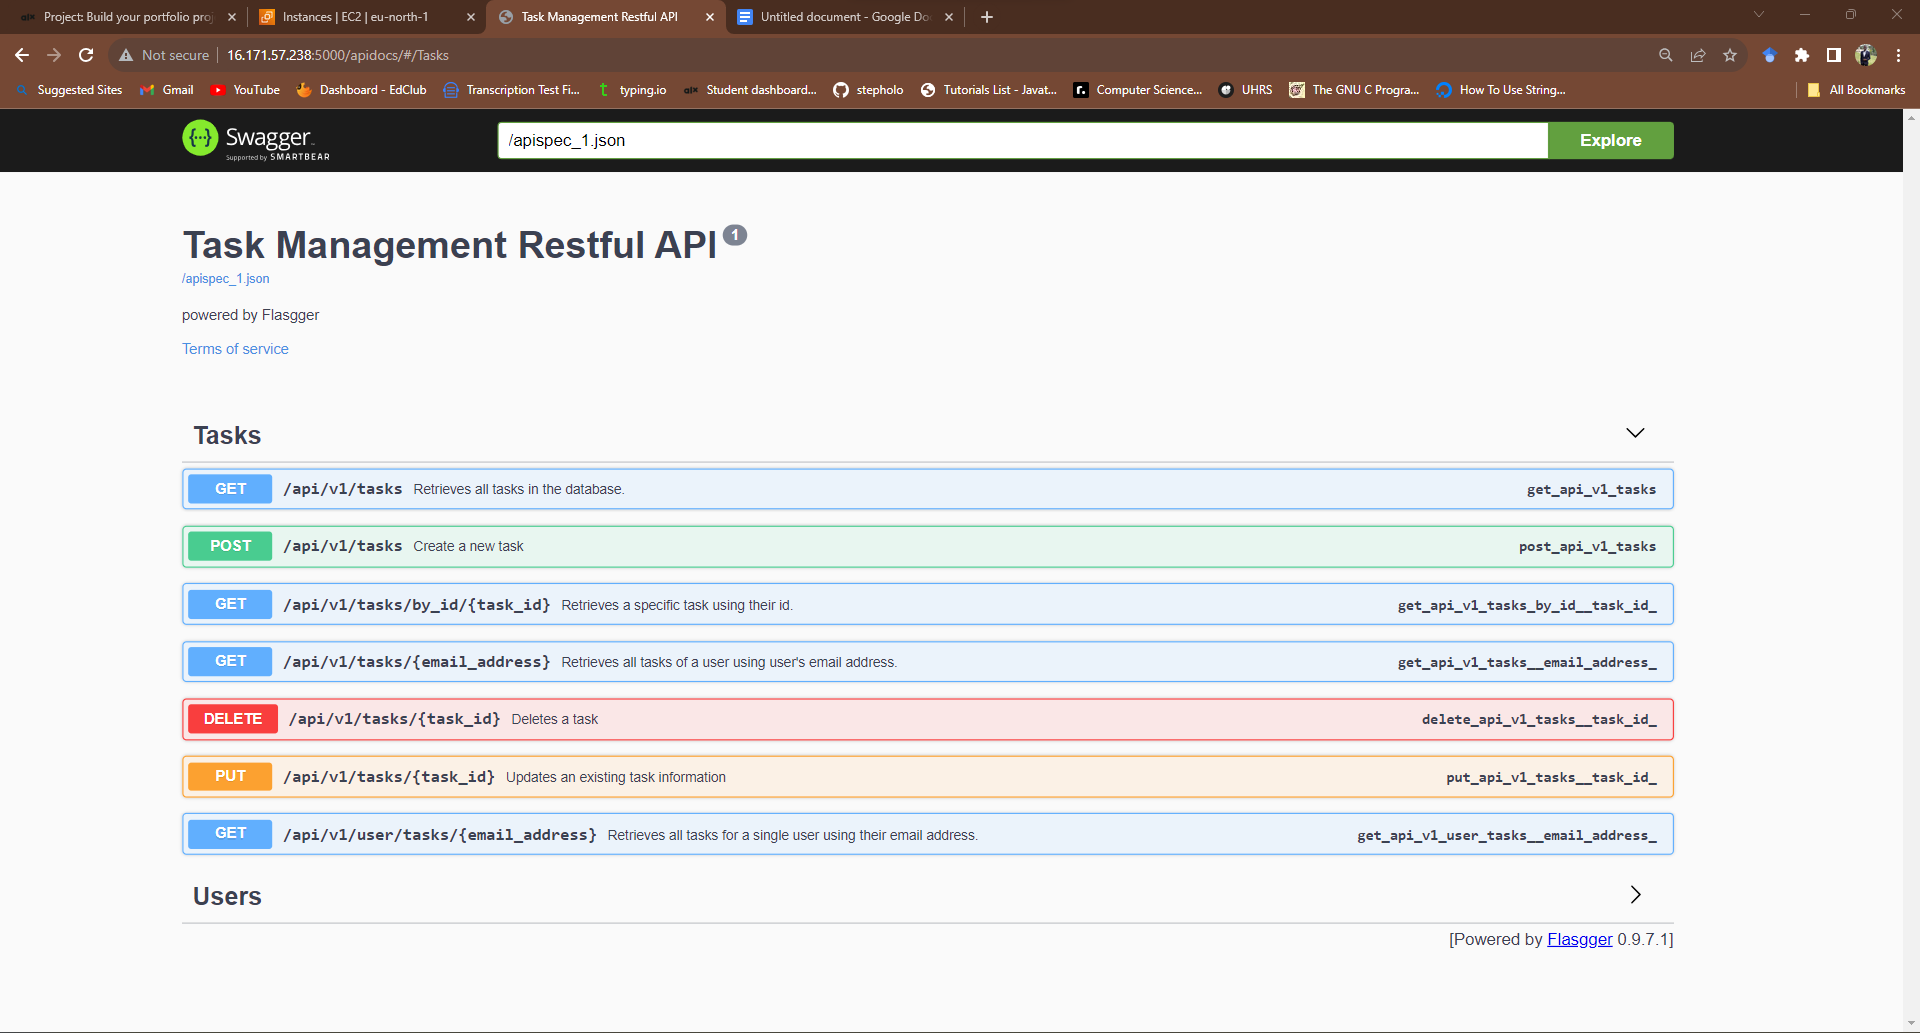 Project: Build your portfolio proj
Instances | EC2 | eu-north-1
Task Management Restful API
Untitled document - Google Do
Not secure
16.171.57.238:5000/apidocs/#/Tasks
Suggested Sites
Gmail
YouTube
Dashboard - EdClub
Transcription Test Fi...
typing.io
Student dashboard...
stepholo
Tutorials List - Javat...
Computer Science...
UHRS
The GNU C Progra...
How To Use String...
All Bookmarks
Swagger
Supported by SMARTBEAR
/apispec_1.json
Explore
Task Management Restful API 1
/apispec_1.json
powered by Flasgger
Terms of service
Tasks
GET /api/v1/tasks Retrieves all tasks in the database. get_api_v1_tasks
POST /api/v1/tasks Create a new task post_api_v1_tasks
GET /api/v1/tasks/by_id/{task_id} Retrieves a specific task using their id. get_api_v1_tasks_by_id__task_id_
GET /api/v1/tasks/{email_address} Retrieves all tasks of a user using user's email address. get_api_v1_tasks__email_address_
DELETE /api/v1/tasks/{task_id} Deletes a task delete_api_v1_tasks__task_id_
PUT /api/v1/tasks/{task_id} Updates an existing task information put_api_v1_tasks__task_id_
GET /api/v1/user/tasks/{email_address} Retrieves all tasks for a single user using their email address. get_api_v1_user_tasks__email_address_
Users
[Powered by Flasgger 0.9.7.1]